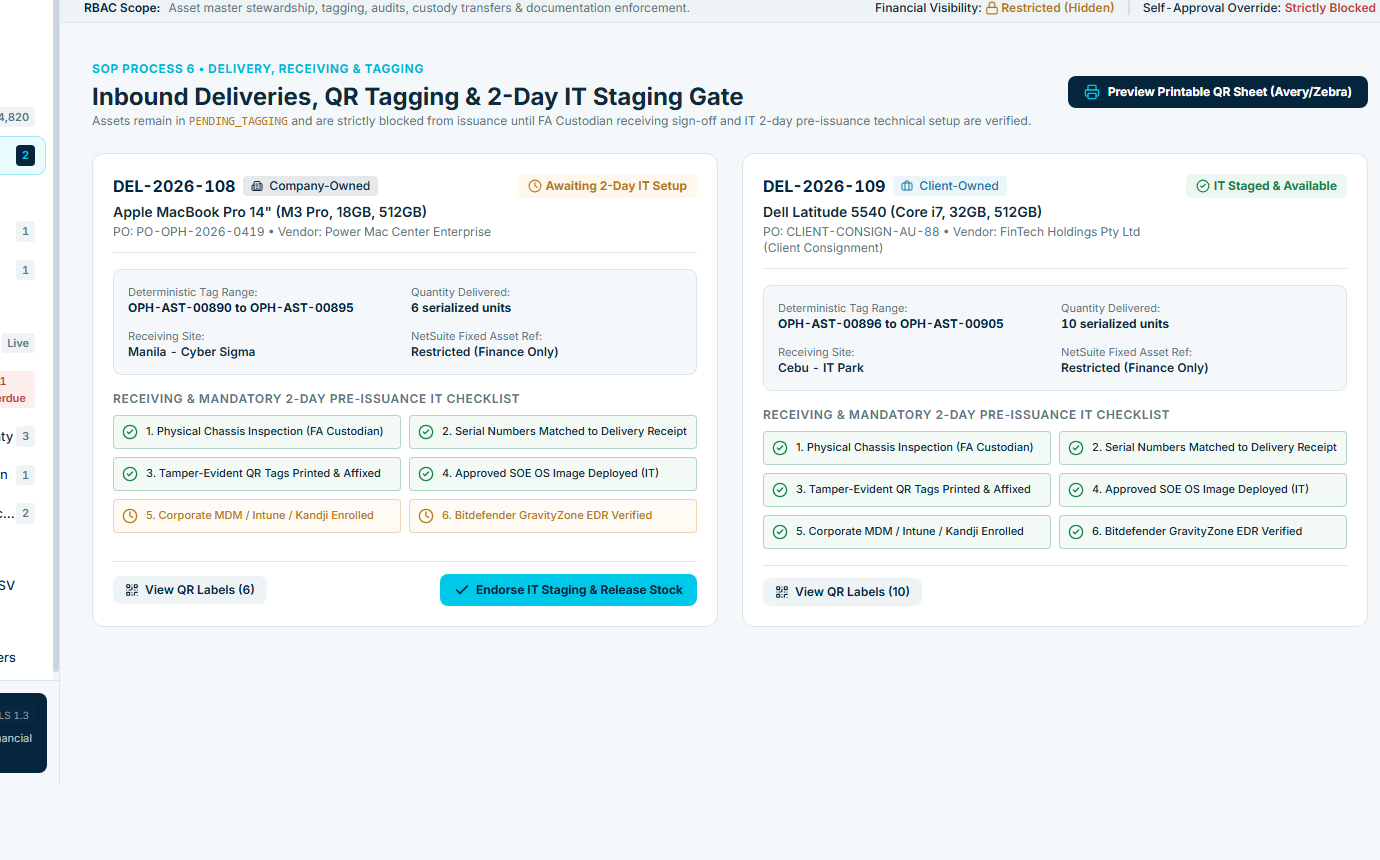 RBAC Scope: Asset master stewardship, tagging, audits, custody transfers & documentation enforcement.
Financial Visibility: Restricted (Hidden)
Self-Approval Override: Strictly Blocked
4,820
2
1
1
Live
1
erdue
ty 3
n 1
c... 2
SV
ers
LS 1.3
ancial
SOP PROCESS 6 • DELIVERY, RECEIVING & TAGGING
Inbound Deliveries, QR Tagging & 2-Day IT Staging Gate
Assets remain in PENDING_TAGGING and are strictly blocked from issuance until FA Custodian receiving sign-off and IT 2-day pre-issuance technical setup are verified.
Preview Printable QR Sheet (Avery/Zebra)
DEL-2026-108 Company-Owned
Awaiting 2-Day IT Setup
Apple MacBook Pro 14" (M3 Pro, 18GB, 512GB)
PO: PO-OPH-2026-0419 • Vendor: Power Mac Center Enterprise
Deterministic Tag Range:
OPH-AST-00890 to OPH-AST-00895
Quantity Delivered:
6 serialized units
Receiving Site:
Manila - Cyber Sigma
NetSuite Fixed Asset Ref:
Restricted (Finance Only)
RECEIVING & MANDATORY 2-DAY PRE-ISSUANCE IT CHECKLIST
1. Physical Chassis Inspection (FA Custodian)
2. Serial Numbers Matched to Delivery Receipt
3. Tamper-Evident QR Tags Printed & Affixed
4. Approved SOE OS Image Deployed (IT)
5. Corporate MDM / Intune / Kandji Enrolled
6. Bitdefender GravityZone EDR Verified
View QR Labels (6)
Endorse IT Staging & Release Stock
DEL-2026-109 Client-Owned
IT Staged & Available
Dell Latitude 5540 (Core i7, 32GB, 512GB)
PO: CLIENT-CONSIGN-AU-88 • Vendor: FinTech Holdings Pty Ltd
(Client Consignment)
Deterministic Tag Range:
OPH-AST-00896 to OPH-AST-00905
Quantity Delivered:
10 serialized units
Receiving Site:
Cebu - IT Park
NetSuite Fixed Asset Ref:
Restricted (Finance Only)
RECEIVING & MANDATORY 2-DAY PRE-ISSUANCE IT CHECKLIST
1. Physical Chassis Inspection (FA Custodian)
2. Serial Numbers Matched to Delivery Receipt
3. Tamper-Evident QR Tags Printed & Affixed
4. Approved SOE OS Image Deployed (IT)
5. Corporate MDM / Intune / Kandji Enrolled
6. Bitdefender GravityZone EDR Verified
View QR Labels (10)